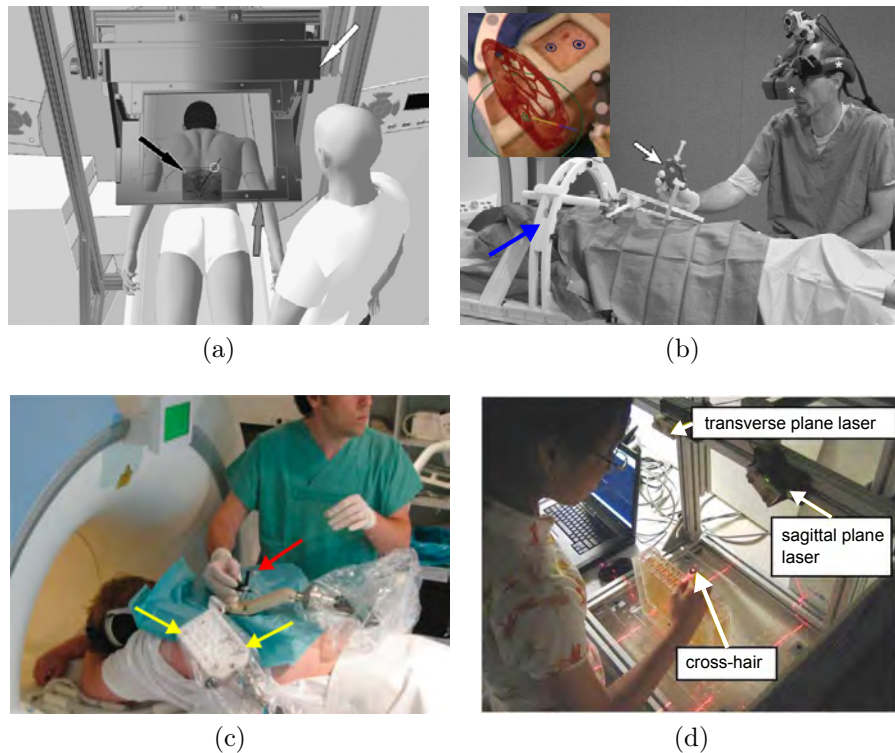 (a)
(b)
transverse plane laser
sagittal plane
laser
cross-hair
(c)
(d)